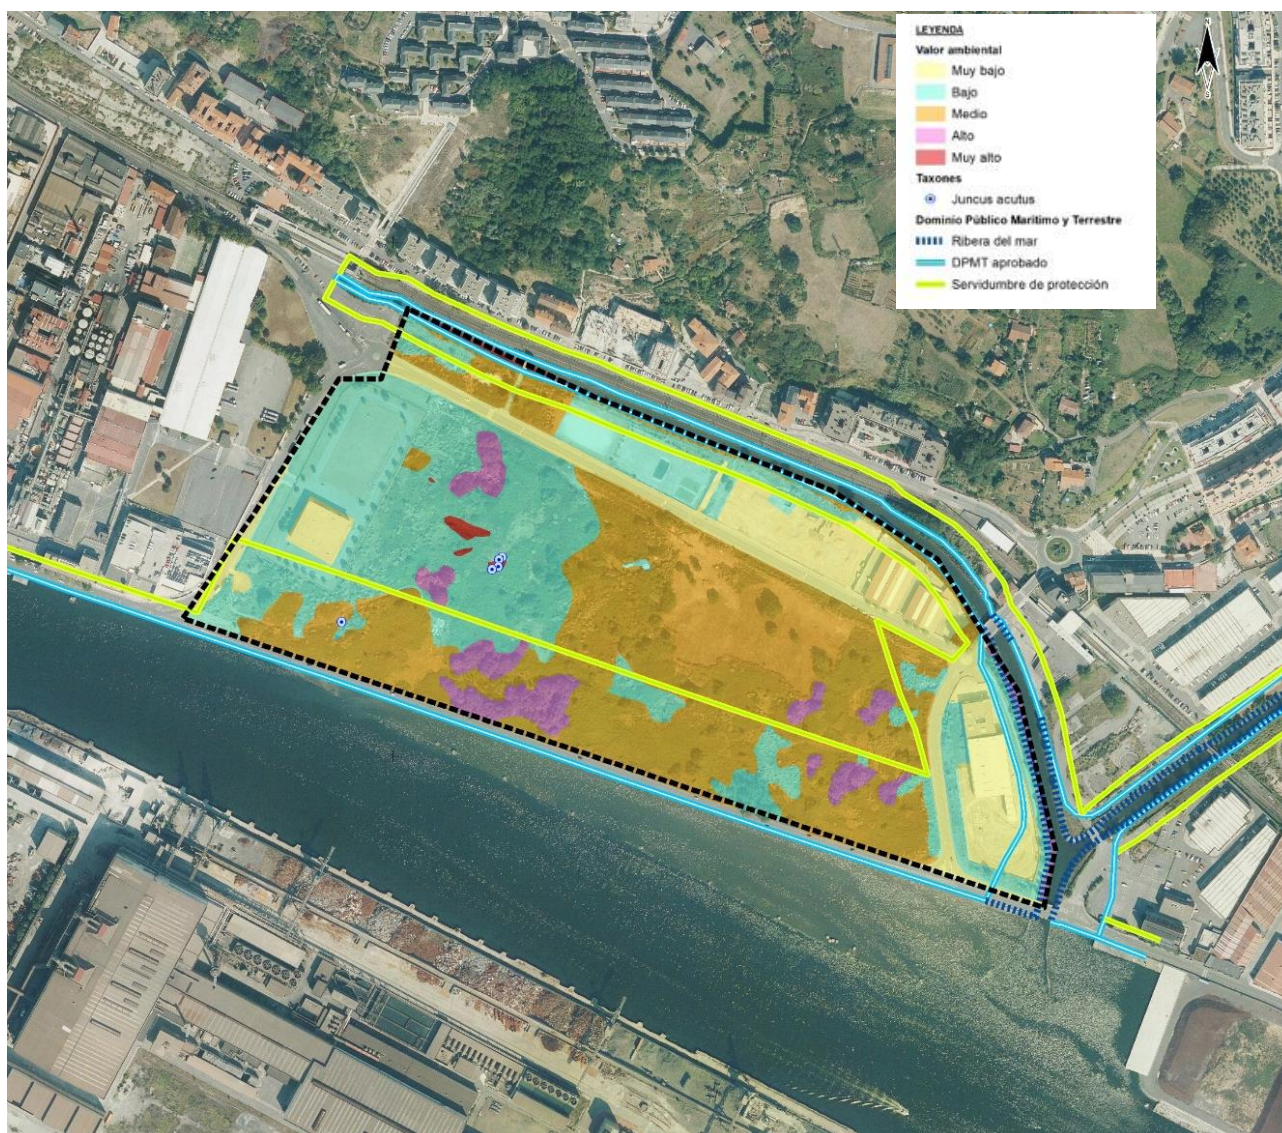 LEYENDA
Valor ambiental
Muy bajo
Bajo
Medio
Alto
Muy alto
Taxones
Juncus acutus
Dominio Público Marítimo y Terrestre
Ribera del mar
DPMT aprobado
Servidumbre de protección
N
S